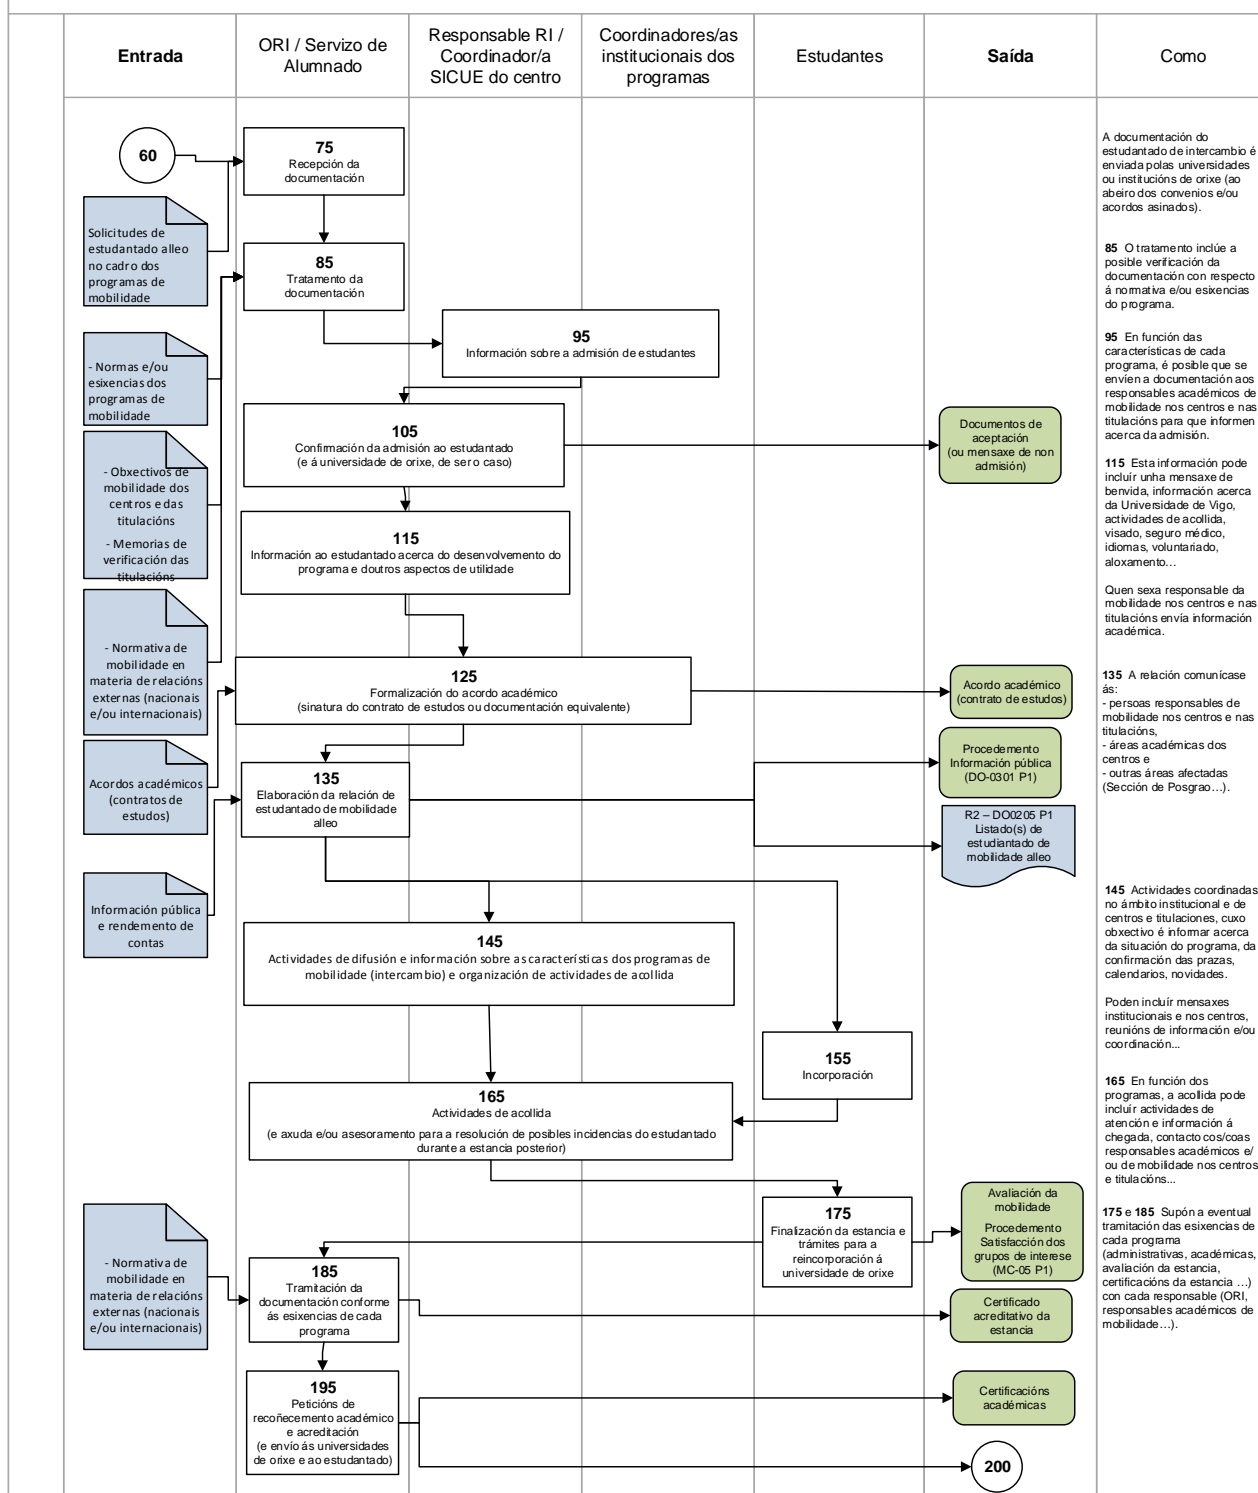 Entrada
ORI / Servizo de
Alumnado
Responsable RI /
Coordinador/a
SICUE do centro
Coordinadores/as
institucionais dos
programas
Estudantes
Saída
Como
60
75
Recepción da
documentación
Solicitudes de
estudantado alleo
no cadro dos
programas de
mobilidade
85
Tratamento da
documentación
- Normas e/ou
esixencias dos
programas de
mobilidade
95
Información sobre a admisión de estudantes
- Obxectivos de
mobilidade dos
centros e das
titulacións
- Memorias de
verificación das
titulacións
105
Confirmación da admisión ao estudantado
(e á universidade de orixe, de ser o caso)
Documentos de
aceptación
(ou mensaxe de non
admisión)
115
Información ao estudantado acerca do desenvolvemento do
programa e doutros aspectos de utilidade
- Normativa de
mobilidade en
materia de relacións
externas (nacionais
e/ou internacionais)
125
Formalización do acordo académico
(sinatura do contrato de estudos ou documentación equivalente)
Acordo académico
(contrato de estudos)
Acordos académicos
(contratos de
estudos)
135
Elaboración da relación de
estudantado de mobilidade
alleo
Procedemento
Información pública
(DO-0301 P1)
R2 – DO0205 P1
Listado(s) de
estudiantado de
mobilidade alleo
Información pública
e rendemento de
contas
145
Actividades de difusión e información sobre as características dos programas de
mobilidade (intercambio) e organización de actividades de acollida
155
Incorporación
165
Actividades de acollida
(e axuda e/ou asesoramento para a resolución de posibles incidencias do estudantado
durante a estancia posterior)
175
Finalización da estancia e
trámites para a
reincorporación á
universidade de orixe
Avaliación da
mobilidade
Procedemento
Satisfacción dos
grupos de interese
(MC-05 P1)
- Normativa de
mobilidade en
materia de relacións
externas (nacionais
e/ou internacionais)
185
Tramitación da
documentación conforme
ás esixencias de cada
programa
Certificado
acreditativo da
estancia
195
Peticións de
recoñecemento académico
e acreditación
(e envío ás universidades
de orixe e ao estudantado)
Certificacións
académicas
200
A documentación do
estudantado de intercambio é
enviada polas universidades
ou institucións de orixe (ao
abeiro dos convenios e/ou
acordos asinados).
85 O tratamento inclúe a
posible verificación da
documentación con respecto
á normativa e/ou esixencias
do programa.
95 En función das
características de cada
programa, é posible que se
envíen a documentación aos
responsables académicos de
mobilidade nos centros e nas
titulacións para que informen
acerca da admisión.
115 Esta información pode
incluír unha mensaxe de
benvida, información acerca
da Universidade de Vigo,
actividades de acollida,
visado, seguro médico,
idiomas, voluntariado,
aloxamento...
Quen sexa responsable da
mobilidade nos centros e nas
titulacións envía información
académica.
135 A relación comunícase
ás:
- persoas responsables de
mobilidade nos centros e nas
titulacións,
- áreas académicas dos
centros e
- outras áreas afectadas
(Sección de Posgrao...).
145 Actividades coordinadas
no ámbito institucional e de
centros e titulaciones, cuxo
obxectivo é informar acerca
da situación do programa, da
confirmación das prazas,
calendarios, novidades.
Poden incluír mensaxes
institucionais e nos centros,
reunións de información e/ou
coordinación...
165 En función dos
programas, a acollida pode
incluír actividades de
atención e información á
chegada, contacto cos/coas
responsables académicos e/
ou de mobilidade nos centros
e titulacións...
175 e 185 Supón a eventual
tramitación das esixencias de
cada programa
(administrativas, académicas,
avaliación da estancia,
certificacións da estancia ...)
con cada responsable (ORI,
responsables académicos de
mobilidade...).